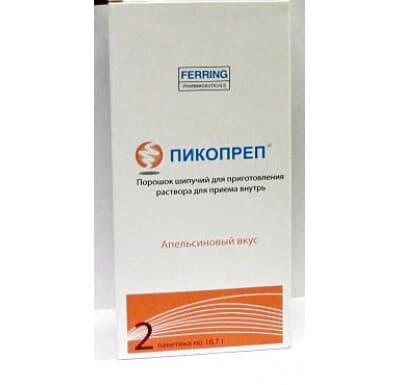 FERRING
PHARMACEUTICALS
ПИКОПРЕП®
Порошок шипучий для приготовления
раствора для приема внутрь
Апельсиновый вкус
2 пакетика по 16,1 г